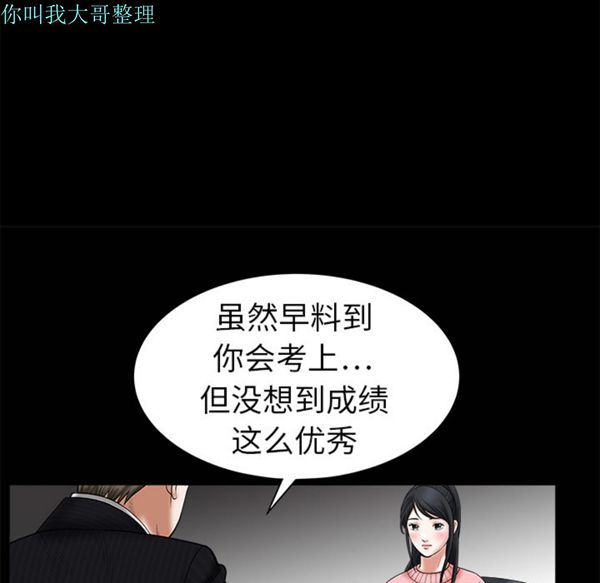 你叫我大哥整理
虽然早料到
你会考上...
但没想到成绩
这么优秀